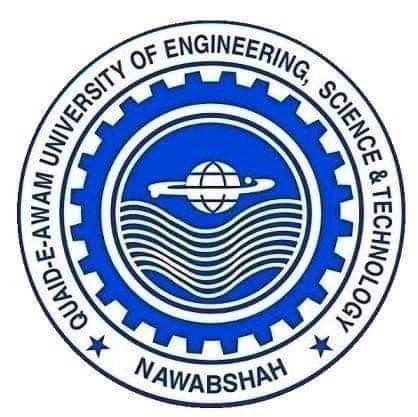 QUAID-E-AWAM UNIVERSITY OF ENGINEERING, SCIENCE & TECHNOLOGY
NAWABSHAH